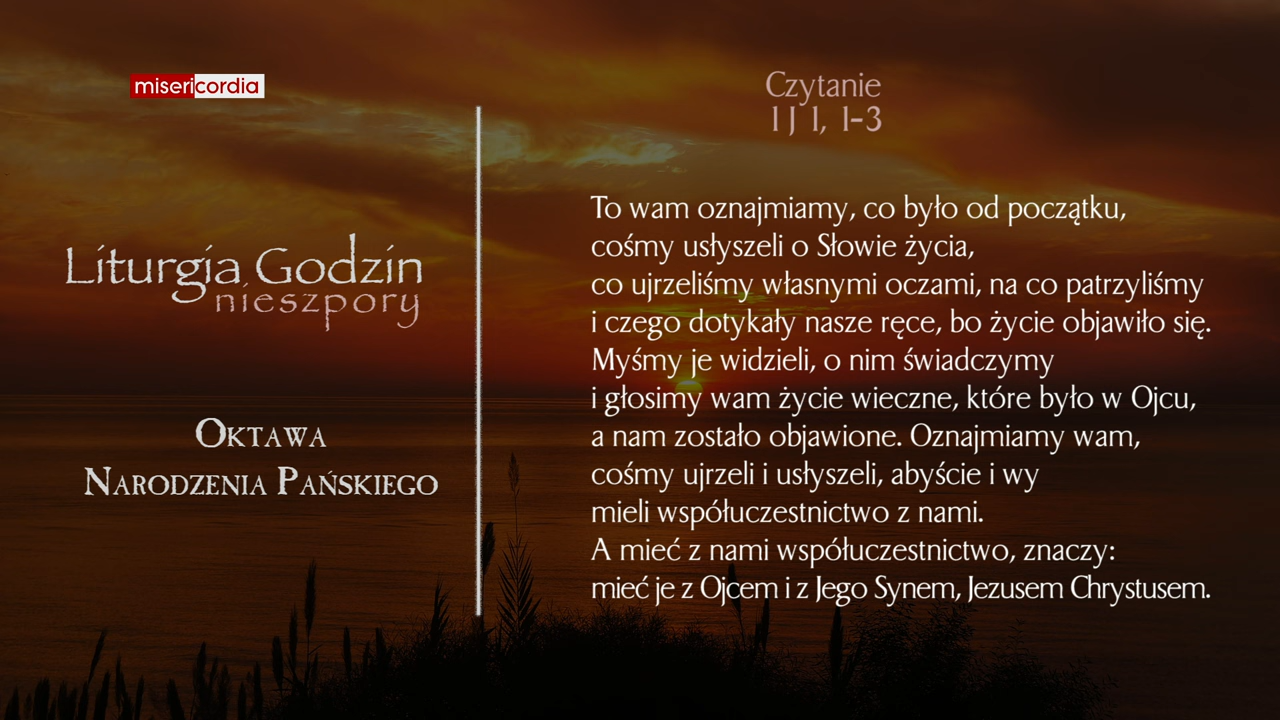 misericordia
Liturgia Godzin
nieszpory
Oktawa
Narodzenia Pańskiego
Czytanie
1 J 1, 1-3
To wam oznajmiamy, co było od początku,
cośmy usłyszeli o Słowie życia,
co ujrzeliśmy własnymi oczami, na co patrzyliśmy
i czego dotykały nasze ręce, bo życie objawiło się.
Myśmy je widzieli, o nim świadczymy
i głosimy wam życie wieczne, które było w Ojcu,
a nam zostało objawione. Oznajmiamy wam,
cośmy ujrzeli i usłyszeli, abyście i wy
mieli współuczestnictwo z nami.
A mieć z nami współuczestnictwo, znaczy:
mieć je z Ojcem i z Jego Synem, Jezusem Chrystusem.